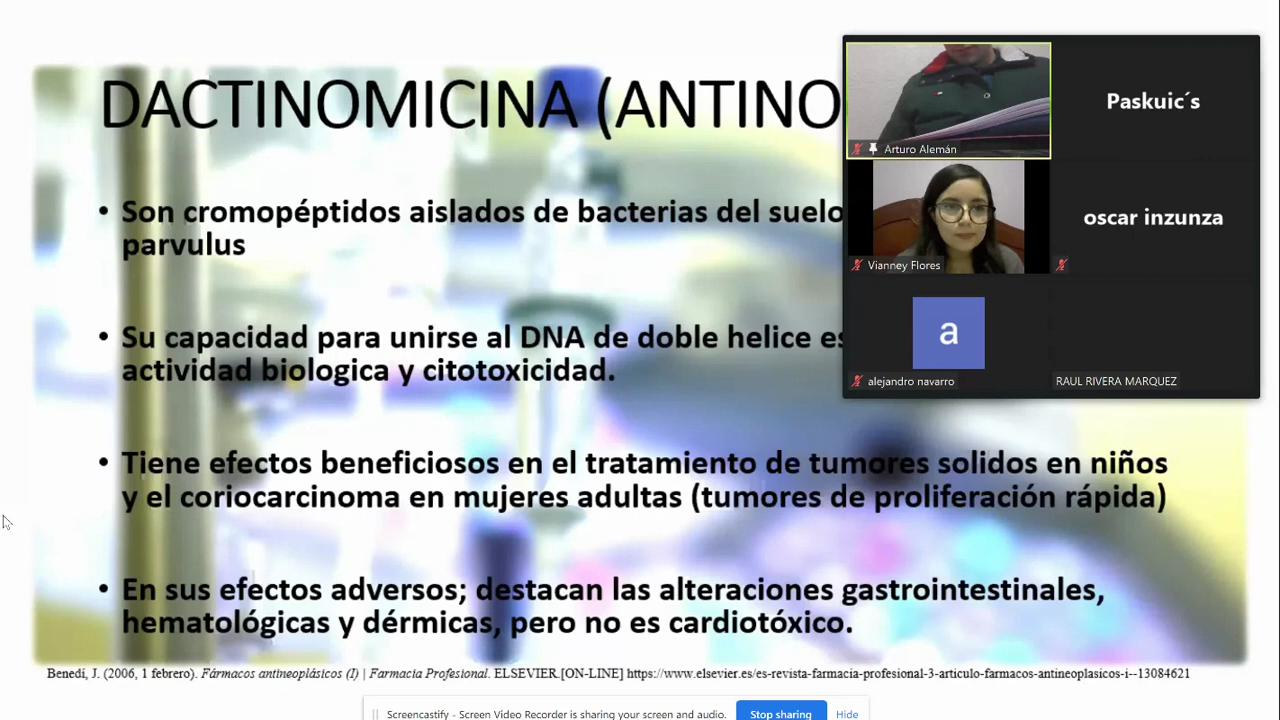 DACTINOMICINA (ANTINO
• Son cromopéptidos aislados de bacterias del suelo
parvulus
• Su capacidad para unirse al DNA de doble helice es
actividad biologica y citotoxicidad.
• Tiene efectos beneficiosos en el tratamiento de tumores solidos en niños
y el coriocarcinoma en mujeres adultas (tumores de proliferación rápida)
• En sus efectos adversos; destacan las alteraciones gastrointestinales,
hematológicas y dérmicas, pero no es cardiotóxico.
Benedí, J. (2006, 1 febrero). Fármacos antineoplásicos (I) | Farmacia Profesional. ELSEVIER.[ON-LINE] https://www.elsevier.es/es-revista-farmacia-profesional-3-articulo-farmacos-antineoplasicos-i--13084621
Arturo Alemán
Paskuic´s
Vianney Flores
oscar inzunza
a
alejandro navarro
RAUL RIVERA MARQUEZ
Screencastify - Screen Video Recorder is sharing your screen and audio.
Stop sharing
Hide